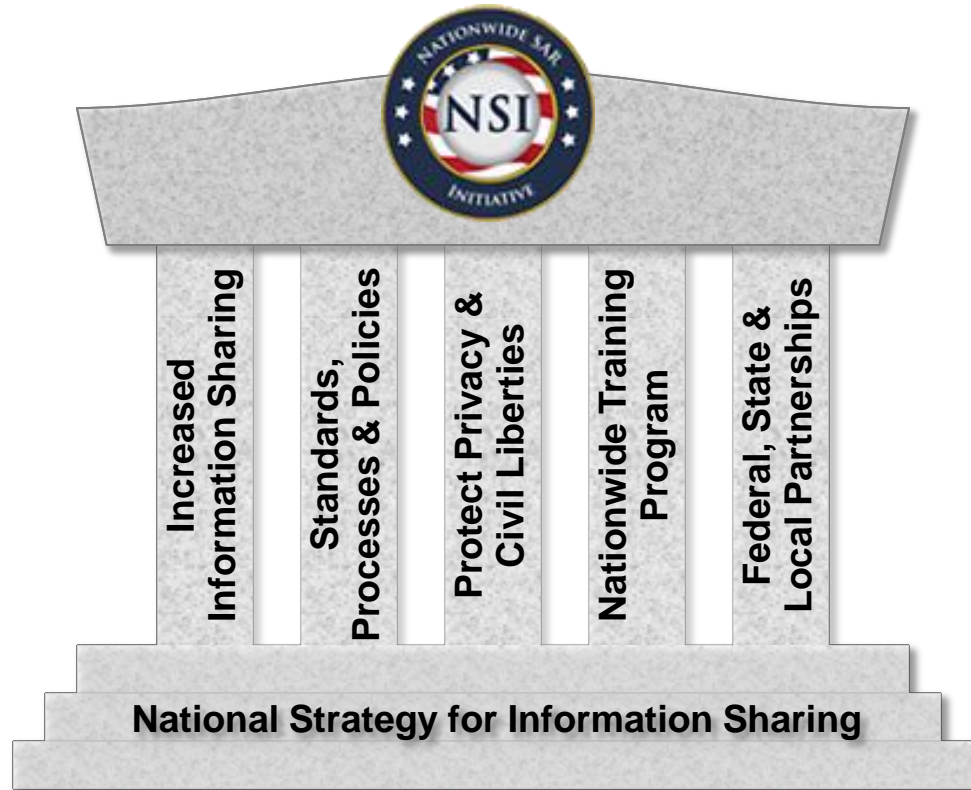 NATIONWIDE SAR
NSI
INITIATIVE
Increased
Information Sharing
Standards,
Processes & Policies
Protect Privacy &
Civil Liberties
Nationwide Training
Program
Federal, State &
Local Partnerships
National Strategy for Information Sharing